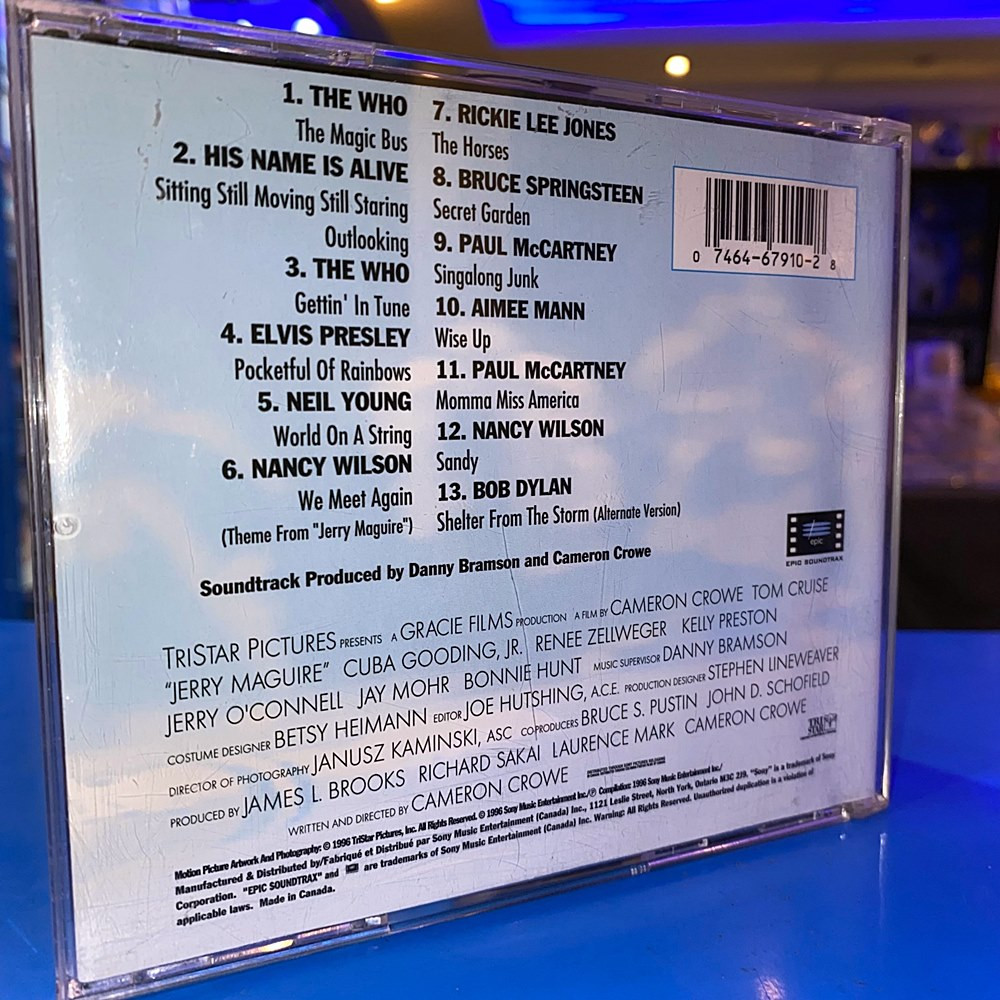 1. THE WHO
The Magic Bus
2. HIS NAME IS ALIVE
Sitting Still Moving Still Staring
Outlooking
3. THE WHO
Gettin' In Tune
4. ELVIS PRESLEY
Pocketful Of Rainbows
5. NEIL YOUNG
World On A String
6. NANCY WILSON
We Meet Again
(Theme From "Jerry Maguire")
7. RICKIE LEE JONES
The Horses
8. BRUCE SPRINGSTEEN
Secret Garden
9. PAUL McCARTNEY
Singalong Junk
10. AIMEE MANN
Wise Up
11. PAUL McCARTNEY
Momma Miss America
12. NANCY WILSON
Sandy
13. BOB DYLAN
Shelter From The Storm (Alternate Version)
0 7464-67910-2 8
epic
EPIC SOUNDTRAX
Soundtrack Produced by Danny Bramson and Cameron Crowe
TRISTAR PICTURES PRESENTS A GRACIE FILMS PRODUCTION A FILM BY CAMERON CROWE TOM CRUISE
"JERRY MAGUIRE" CUBA GOODING, JR. RENEE ZELLWEGER KELLY PRESTON
JERRY O'CONNELL JAY MOHR BONNIE HUNT MUSIC SUPERVISOR DANNY BRAMSON
COSTUME DESIGNER BETSY HEIMANN EDITOR JOE HUTSHING, A.C.E. PRODUCTION DESIGNER STEPHEN LINEWEAVER
DIRECTOR OF PHOTOGRAPHY JANUSZ KAMINSKI, ASC COPRODUCERS BRUCE S. PUSTIN JOHN D. SCHOFIELD
PRODUCED BY JAMES L. BROOKS RICHARD SAKAI LAURENCE MARK CAMERON CROWE
WRITTEN AND DIRECTED BY CAMERON CROWE
Motion Picture Artwork And Photography: © 1996 TriStar Pictures, Inc. All Rights Reserved. © 1996 Sony Music Entertainment Inc./℗ Compilation: 1996 Sony Music Entertainment Inc./
Manufactured & Distributed by/Fabriqué et Distribué par Sony Music Entertainment (Canada) Inc., 1121 Leslie Street, North York, Ontario M3C 2J9. "Sony" is a trademark of Sony
Corporation. "EPIC SOUNDTRAX" and are trademarks of Sony Music Entertainment (Canada) Inc. Warning: All Rights Reserved. Unauthorized duplication is a violation of
applicable laws. Made in Canada.